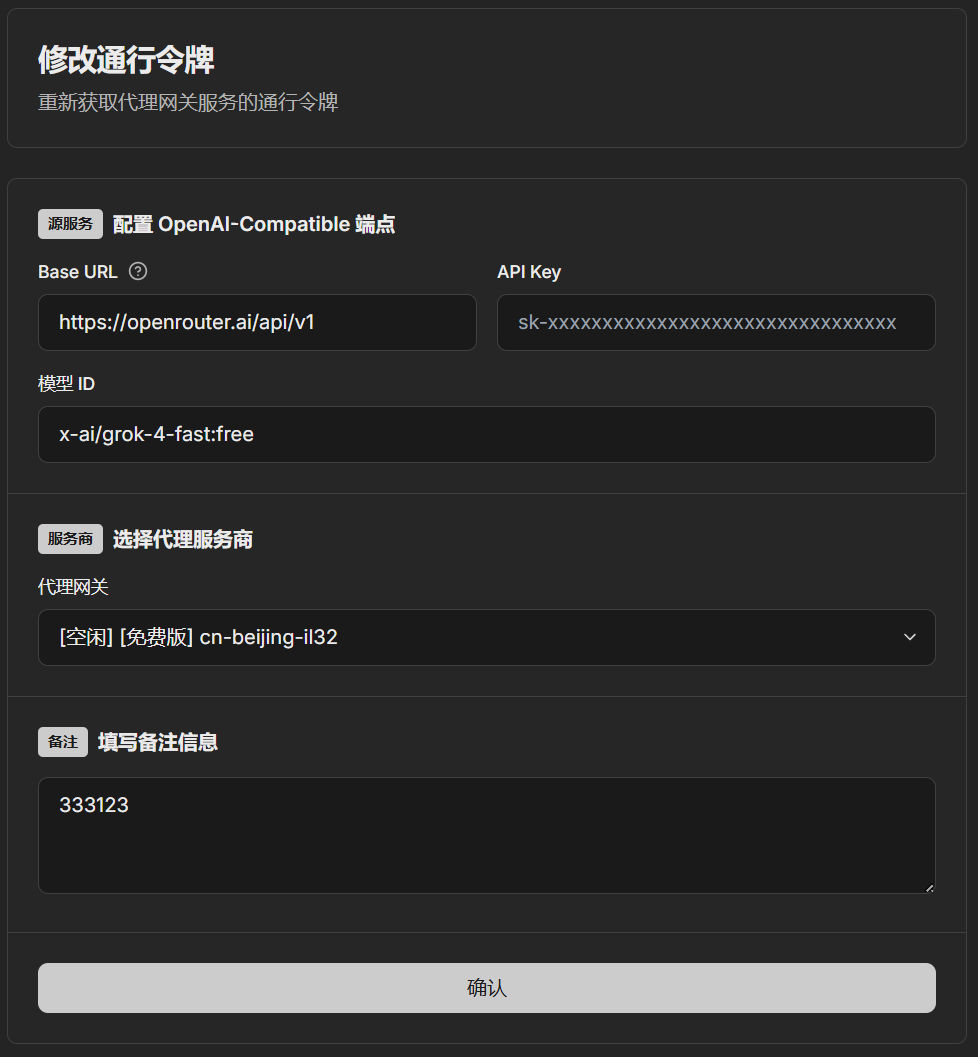 修改通行令牌
重新获取代理网关服务的通行令牌
源服务 配置 OpenAI-Compatible 端点
Base URL
API Key
https://openrouter.ai/api/v1
sk-xxxxxxxxxxxxxxxxxxxxxxxxxxxxxxxx
模型 ID
x-ai/grok-4-fast:free
服务商 选择代理服务商
代理网关
[空闲] [免费版] cn-beijing-il32
备注 填写备注信息
333123
确认